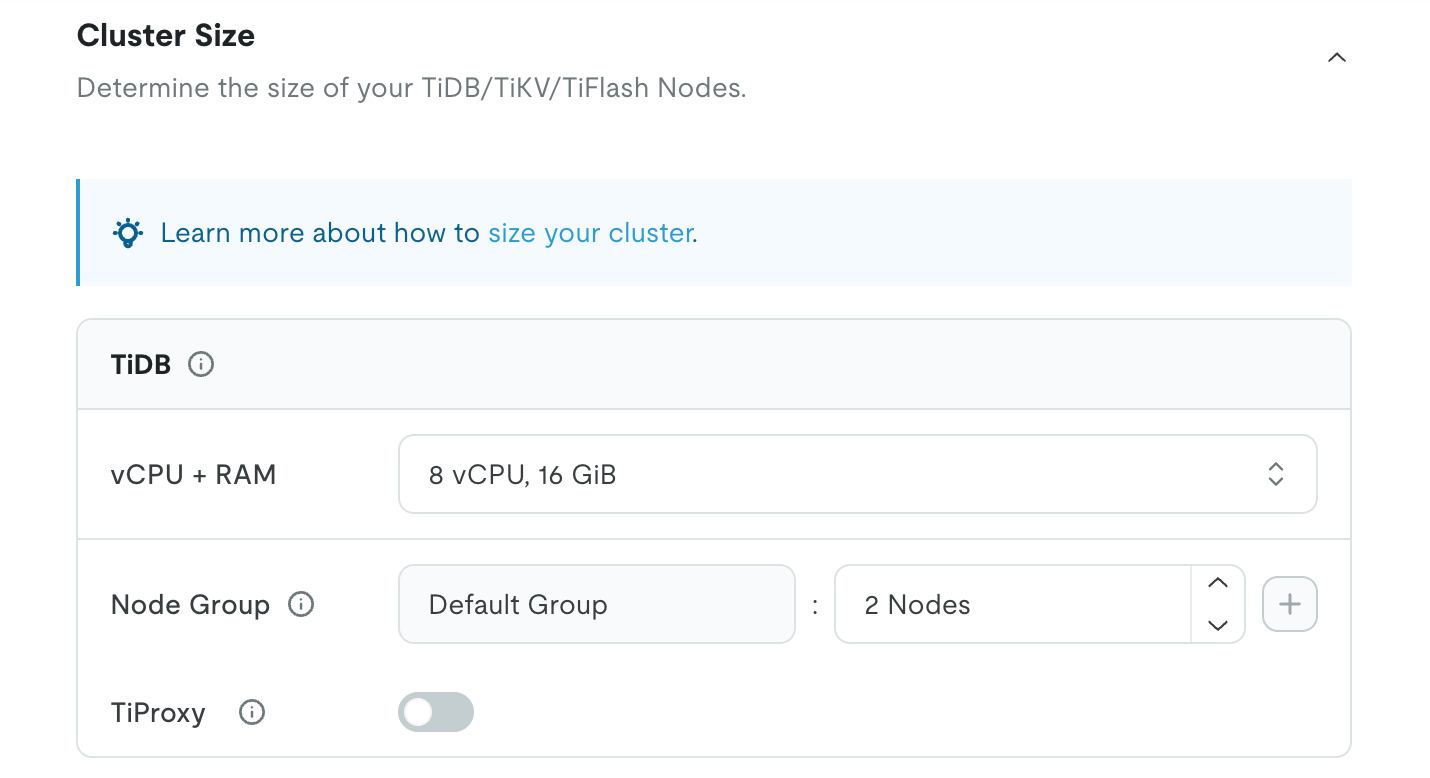 Cluster Size
Determine the size of your TiDB/TiKV/TiFlash Nodes.
Learn more about how to size your cluster.
TiDB
vCPU + RAM
8 vCPU, 16 GiB
Node Group
Default Group
:
2 Nodes
TiProxy